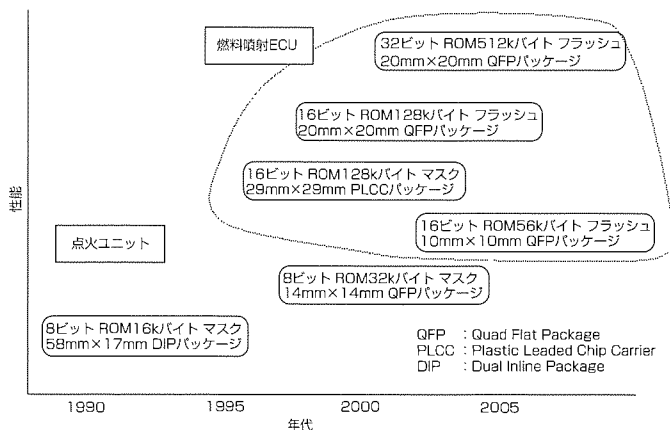 燃料噴射ECU
32ビット ROM512kバイト フラッシュ
20mm×20mm QFPパッケージ
16ビット ROM128kバイト フラッシュ
20mm×20mm QFPパッケージ
16ビット ROM128kバイト マスク
29mm×29mm PLCCパッケージ
性能
点火ユニット
16ビット ROM56kバイト フラッシュ
10mm×10mm QFPパッケージ
8ビット ROM32kバイト マスク
14mm×14mm QFPパッケージ
8ビット ROM16kバイト マスク
58mm×17mm DIPパッケージ
QFP : Quad Flat Package
PLCC : Plastic Leaded Chip Carrier
DIP : Dual Inline Package
1990 1995 2000 2005
年代